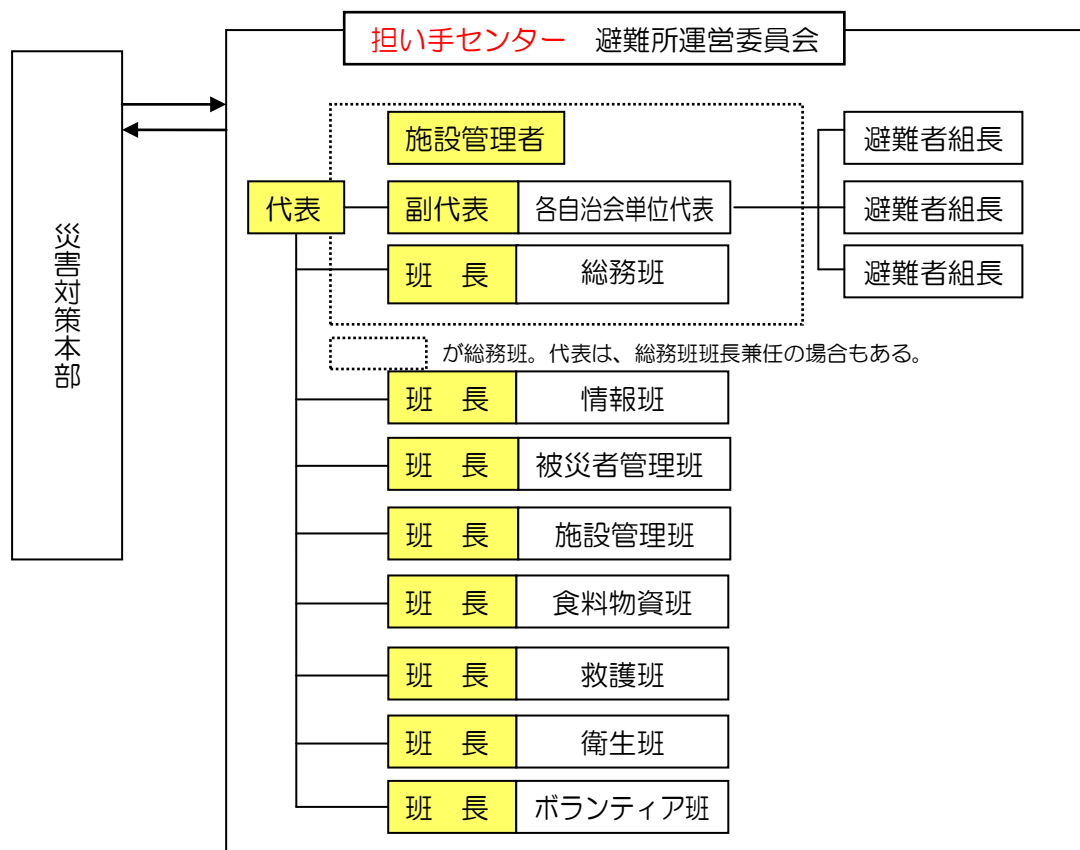 担い手センター　避難所運営委員会
災害対策本部
施設管理者
避難者組長
代表
副代表
各自治会単位代表
避難者組長
班　長
総務班
避難者組長
が総務班。代表は、総務班班長兼任の場合もある。
班　長
情報班
班　長
被災者管理班
班　長
施設管理班
班　長
食料物資班
班　長
救護班
班　長
衛生班
班　長
ボランティア班